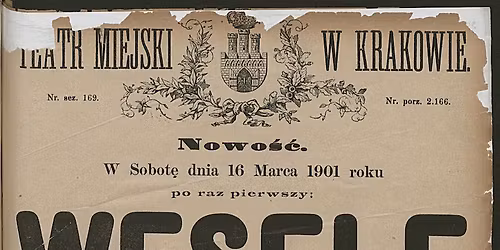 TEATR MIEJSKI W KRAKOWIE.
Nr. sez. 169. Nr. porz. 2.166.
Nowość.
W Sobotę dnia 16 Marca 1901 roku
po raz pierwszy:
WESELE